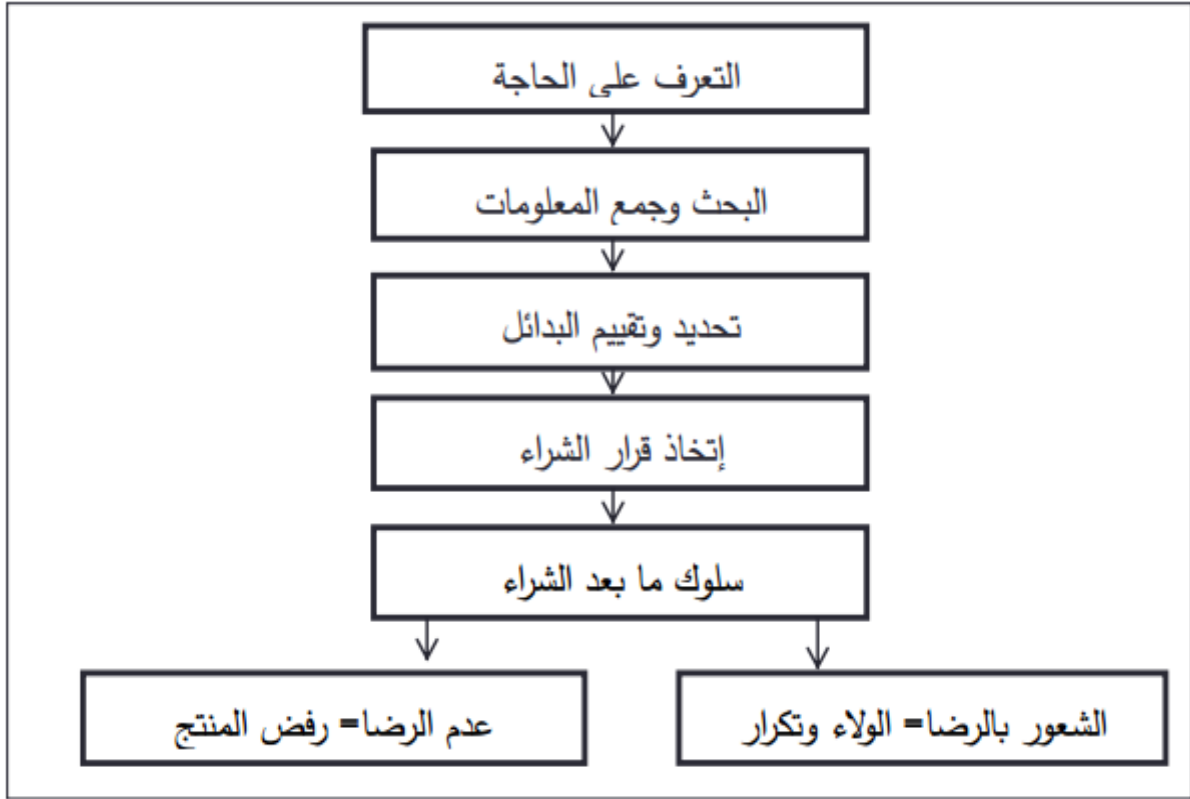 التعرف على الحاجة
البحث وجمع المعلومات
تحديد وتقييم البدائل
إتخاذ قرار الشراء
سلوك ما بعد الشراء
الشعور بالرضا= الولاء وتكرار
عدم الرضا= رفض المنتج